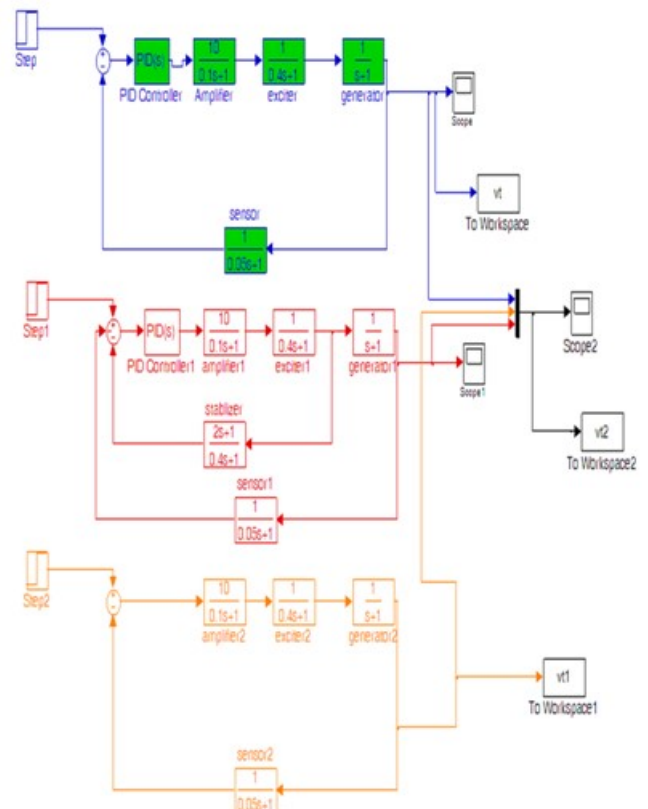 Step
+
-
PID(s)
PID Controller
10
0.1s+1
Amplifier
1
0.4s+1
exciter
1
s+1
generator
Scope
vt
To Workspace
sensor
1
0.05s+1
Step1
PID(s)
PID Controller1
10
0.1s+1
amplifier1
1
0.4s+1
exciter1
1
s+1
generator1
Scope1
Scope2
stablizer
2s+1
0.4s+1
vt2
To Workspace2
sensor1
1
0.05s+1
Step2
+
-
10
0.1s+1
amplifier2
1
0.4s+1
exciter2
1
s+1
generator2
vt1
To Workspace1
sensor2
1
0.05s+1